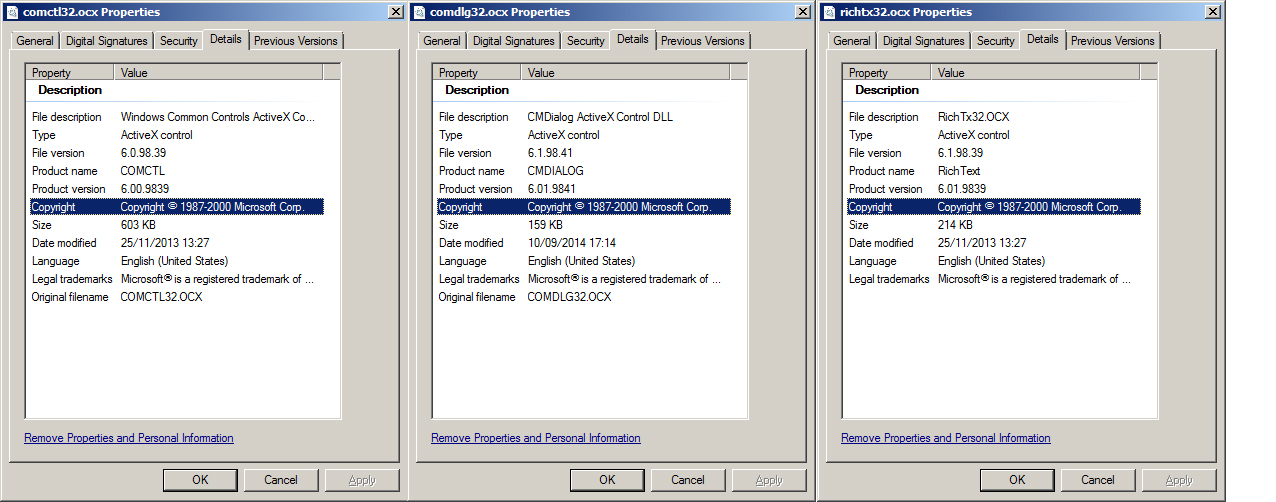 comctl32.ocx Properties
General Digital Signatures Security Details Previous Versions
Property Value
Description
File description Windows Common Controls ActiveX Co...
Type ActiveX control
File version 6.0.98.39
Product name COMCTL
Product version 6.00.9839
Copyright Copyright © 1987-2000 Microsoft Corp.
Size 603 KB
Date modified 25/11/2013 13:27
Language English (United States)
Legal trademarks Microsoft® is a registered trademark of ...
Original filename COMCTL32.OCX
Remove Properties and Personal Information
OK Cancel Apply
comdlg32.ocx Properties
General Digital Signatures Security Details Previous Versions
Property Value
Description
File description CMDialog ActiveX Control DLL
Type ActiveX control
File version 6.1.98.41
Product name CMDIALOG
Product version 6.01.9841
Copyright Copyright © 1987-2000 Microsoft Corp.
Size 159 KB
Date modified 10/09/2014 17:14
Language English (United States)
Legal trademarks Microsoft® is a registered trademark of ...
Original filename COMDLG32.OCX
Remove Properties and Personal Information
OK Cancel Apply
richtx32.ocx Properties
General Digital Signatures Security Details Previous Versions
Property Value
Description
File description RichTx32.OCX
Type ActiveX control
File version 6.1.98.39
Product name RichText
Product version 6.01.9839
Copyright Copyright © 1987-2000 Microsoft Corp.
Size 214 KB
Date modified 25/11/2013 13:27
Language English (United States)
Legal trademarks Microsoft® is a registered trademark of ...
Remove Properties and Personal Information
OK Cancel Apply